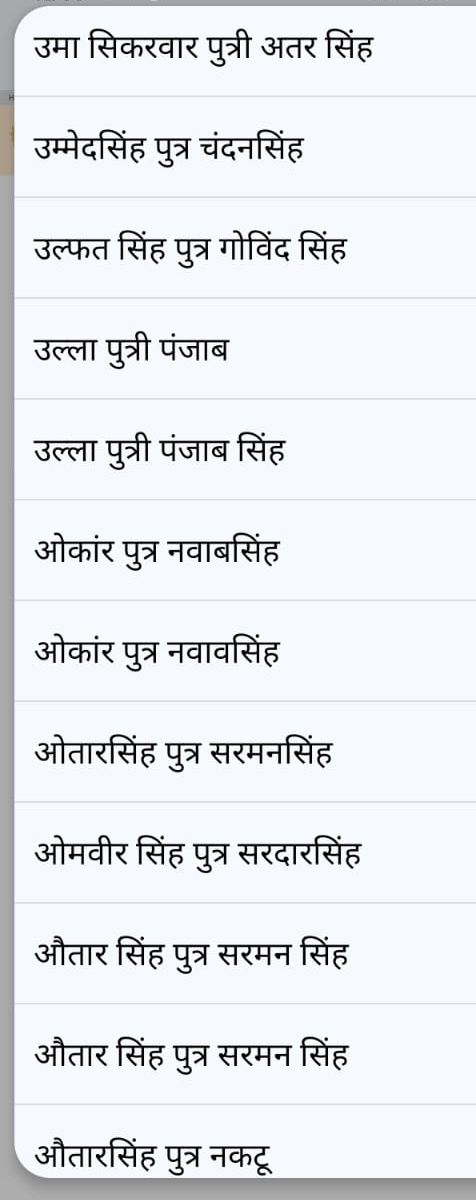 उमा सिकरवार पुत्री अतर सिंह
उम्मेदसिंह पुत्र चंदनसिंह
उल्फत सिंह पुत्र गोविंद सिंह
उल्ला पुत्री पंजाब
उल्ला पुत्री पंजाब सिंह
ओकांर पुत्र नवाबसिंह
ओकांर पुत्र नवावसिंह
ओतारसिंह पुत्र सरमनसिंह
ओमवीर सिंह पुत्र सरदारसिंह
औतार सिंह पुत्र सरमन सिंह
औतार सिंह पुत्र सरमन सिंह
औतारसिंह पुत्र नकटू